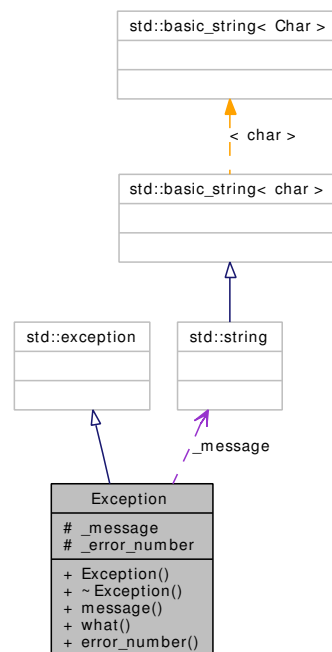 std::basic_string< Char >
< char >
std::basic_string< char >
std::exception
std::string
_message
Exception
# _message
# _error_number
+ Exception()
+ ~Exception()
+ message()
+ what()
+ error_number()